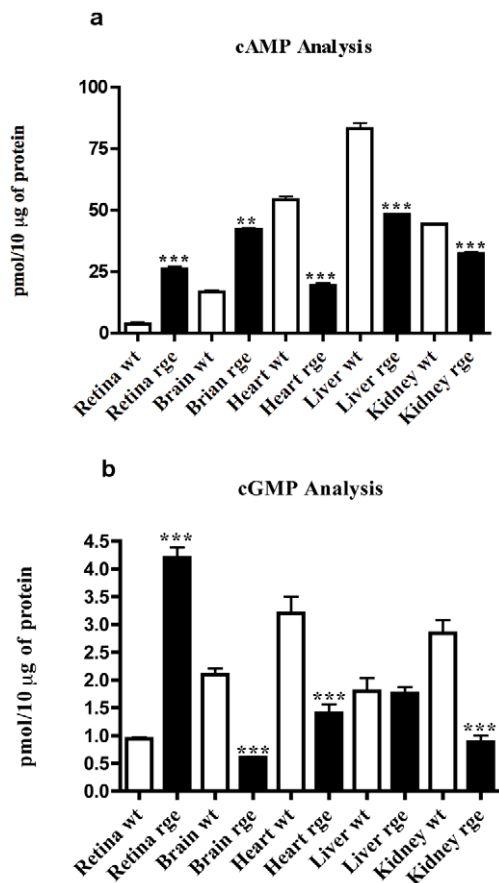 a
cAMP Analysis
pmol/10 µg of protein
100
75
50
25
0
***
**
***
***
***
Retina wt
Retina rge
Brain wt
Brian rge
Heart wt
Heart rge
Liver wt
Liver rge
Kidney wt
Kidney rge
b
cGMP Analysis
pmol/10 µg of protein
4.5
4.0
3.5
3.0
2.5
2.0
1.5
1.0
0.5
0.0
***
***
***
***
Retina wt
Retina rge
Brain wt
Brain rge
Heart wt
Heart rge
Liver wt
Liver rge
Kidney wt
Kidney rge